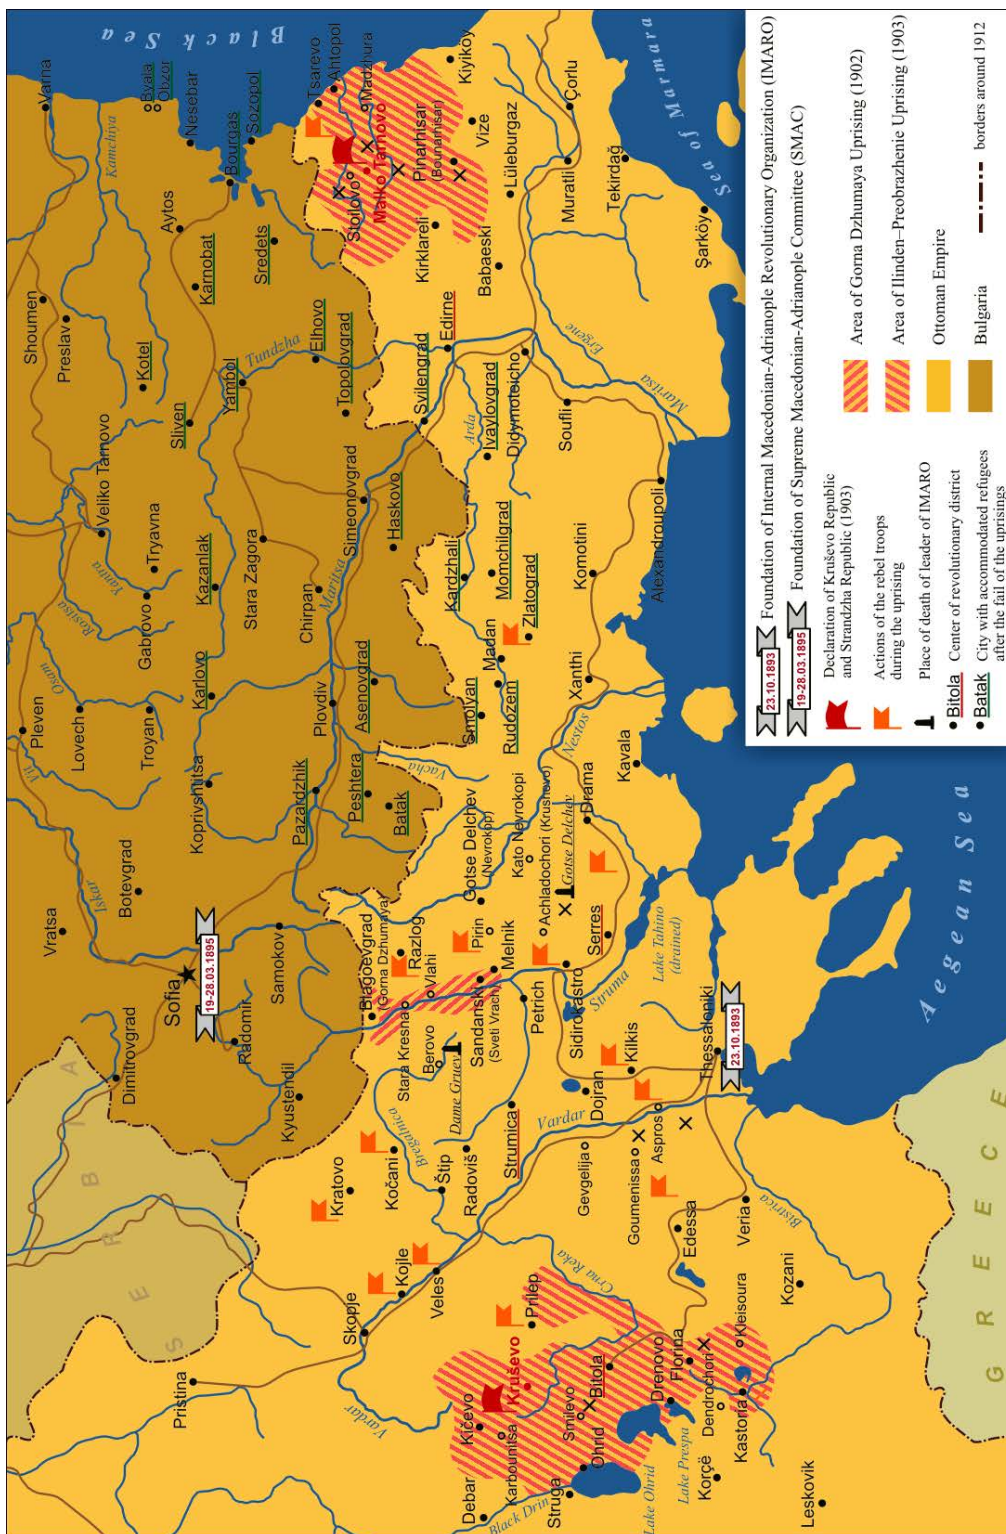 Black Sea
Varna
Byala
Obzor
Nesebar
Bourgas
Sozopol
Kamchiya
Aytos
Karnobat
Sredets
Shoumen
Preslav
Kotel
Sliven
Yambol
Tundzha
Elhovo
Topolovgrad
Veliko Tarnovo
Tryavna
Yantra
Rositsa
Gabrovo
Kazanlak
Stara Zagora
Chirpan
Simeonovgrad
Maritsa
Haskovo
Svilengrad
Pleven
Vit
Osam
Lovech
Troyan
Karlovo
Koprivshtitsa
Plovdiv
Asenovgrad
Pazardzhik
Peshtera
Batak
Vacha
Vratsa
Botevgrad
Iskar
Sofia
19-28.03.1895
Samokov
Radomir
Kyustendil
Dimitrovgrad
SERBIA
Tsarevo
Ahtopol
Madzhura
Malko Tarnovo
Stoilovo
Pinarhisar
(Bounarhisar)
Kiyiköy
Vize
Kirklareli
Babaeski
Lüleburgaz
Çorlu
Muratli
Tekirdağ
Şarköy
Sea of Marmara
Edirne
Ergene
Maritsa
Arda
Ivaylovgrad
Didymoteicho
Soufli
Alexandroupoli
Kardzhali
Momchilgrad
Zlatograd
Komotini
Madan
Rudozem
Smolyan
Xanthi
Nestos
Kavala
Gotse Delchev
(Nevrokop)
Kato Nevrokopi
Achladochori (Krushovo)
Gotse Delchev
Drama
Blagoevgrad
(Gorna Dzhumaya)
Razlog
Vlahi
Pirin
Melnik
Stara Kresna
Berovo
Sandanski
(Sveti Vrach)
Dame Gruev
Petrich
Sidirokastro
Serres
Struma
Lake Tahino
(drained)
Kratovo
Kočani
Bregalnica
Štip
Radoviš
Strumica
Dojran
Kilkis
Vardar
Gevgelija
Goumenissa
Aspros
Thessaloniki
23.10.1893
Skopje
Kojle
Veles
Pristina
Vardar
Crna Reka
Prilep
Kruševo
Kičevo
Karbounitsa
Debar
Smilevo
Bitola
Ohrid
Struga
Black Drin
Lake Ohrid
Lake Prespa
Drenovo
Florina
Dendrochori
Kleisoura
Kastoria
Korçë
Leskovik
Edessa
Veria
Kozani
Bistrica
Aegean Sea
GREECE
23.10.1893 Foundation of Internal Macedonian-Adrianople Revolutionary Organization (IMARO)
19-28.03.1895 Foundation of Supreme Macedonian-Adrianople Committee (SMAC)
Declaration of Kruševo Republic
and Strandzha Republic (1903)
Actions of the rebel troops
during the uprising
Place of death of leader of IMARO
Bitola Center of revolutionary district
Batak City with accommodated refugees
after the fail of the uprisings
Area of Gorna Dzhumaya Uprising (1902)
Area of Ilinden–Preobrazhenie Uprising (1903)
Ottoman Empire
Bulgaria
borders around 1912